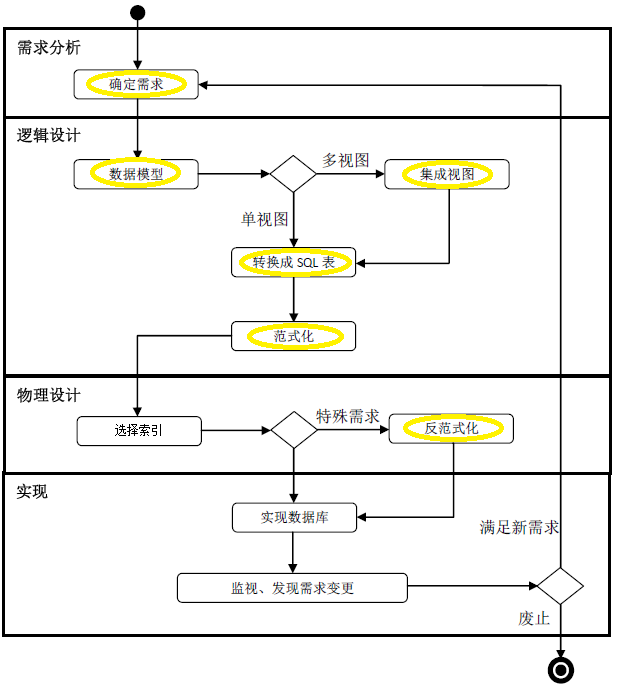 需求分析
确定需求
逻辑设计
数据模型
多视图
集成视图
单视图
转换成 SQL 表
范式化
物理设计
选择索引
特殊需求
反范式化
实现
实现数据库
满足新需求
监视、发现需求变更
废止